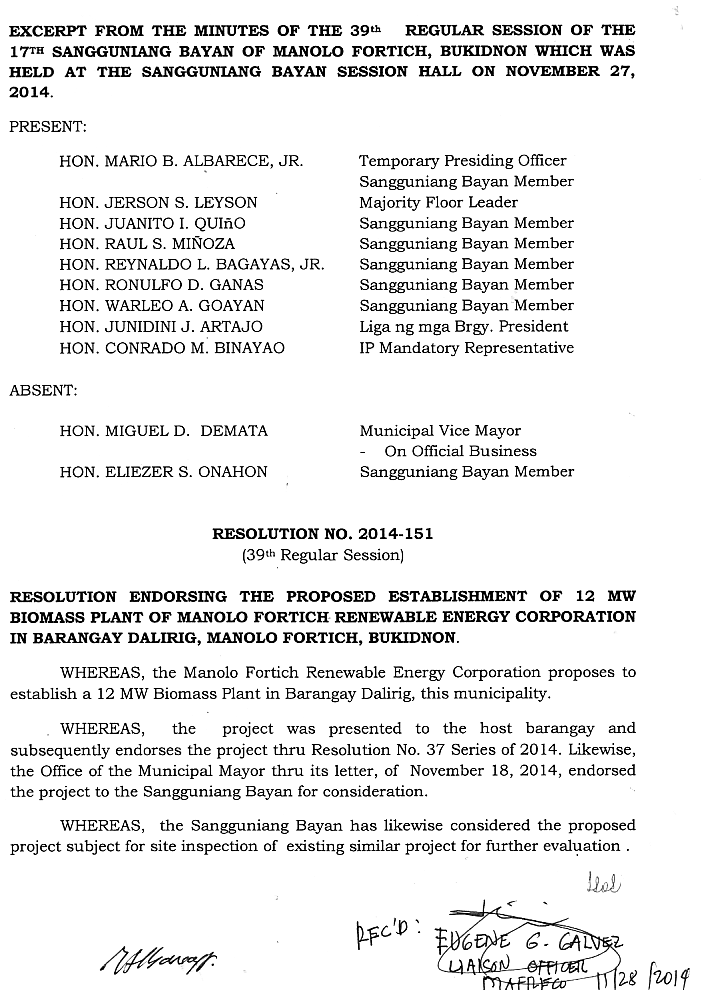 EXCERPT FROM THE MINUTES OF THE 39th REGULAR SESSION OF THE
17TH SANGGUNIANG BAYAN OF MANOLO FORTICH, BUKIDNON WHICH WAS
HELD AT THE SANGGUNIANG BAYAN SESSION HALL ON NOVEMBER 27,
2014.
PRESENT:
HON. MARIO B. ALBARECE, JR. Temporary Presiding Officer
Sangguniang Bayan Member
HON. JERSON S. LEYSON Majority Floor Leader
HON. JUANITO I. QUIñO Sangguniang Bayan Member
HON. RAUL S. MIÑOZA Sangguniang Bayan Member
HON. REYNALDO L. BAGAYAS, JR. Sangguniang Bayan Member
HON. RONULFO D. GANAS Sangguniang Bayan Member
HON. WARLEO A. GOAYAN Sangguniang Bayan Member
HON. JUNIDINI J. ARTAJO Liga ng mga Brgy. President
HON. CONRADO M. BINAYAO IP Mandatory Representative
ABSENT:
HON. MIGUEL D. DEMATA Municipal Vice Mayor
- On Official Business
HON. ELIEZER S. ONAHON Sangguniang Bayan Member
RESOLUTION NO. 2014-151
(39th Regular Session)
RESOLUTION ENDORSING THE PROPOSED ESTABLISHMENT OF 12 MW
BIOMASS PLANT OF MANOLO FORTICH RENEWABLE ENERGY CORPORATION
IN BARANGAY DALIRIG, MANOLO FORTICH, BUKIDNON.
WHEREAS, the Manolo Fortich Renewable Energy Corporation proposes to
establish a 12 MW Biomass Plant in Barangay Dalirig, this municipality.
WHEREAS, the project was presented to the host barangay and
subsequently endorses the project thru Resolution No. 37 Series of 2014. Likewise,
the Office of the Municipal Mayor thru its letter, of November 18, 2014, endorsed
the project to the Sangguniang Bayan for consideration.
WHEREAS, the Sangguniang Bayan has likewise considered the proposed
project subject for site inspection of existing similar project for further evaluation .
REC'D :
EUGENE G. GALVEZ
LIAISON OFFICER
MAFRECO 11/28/2014